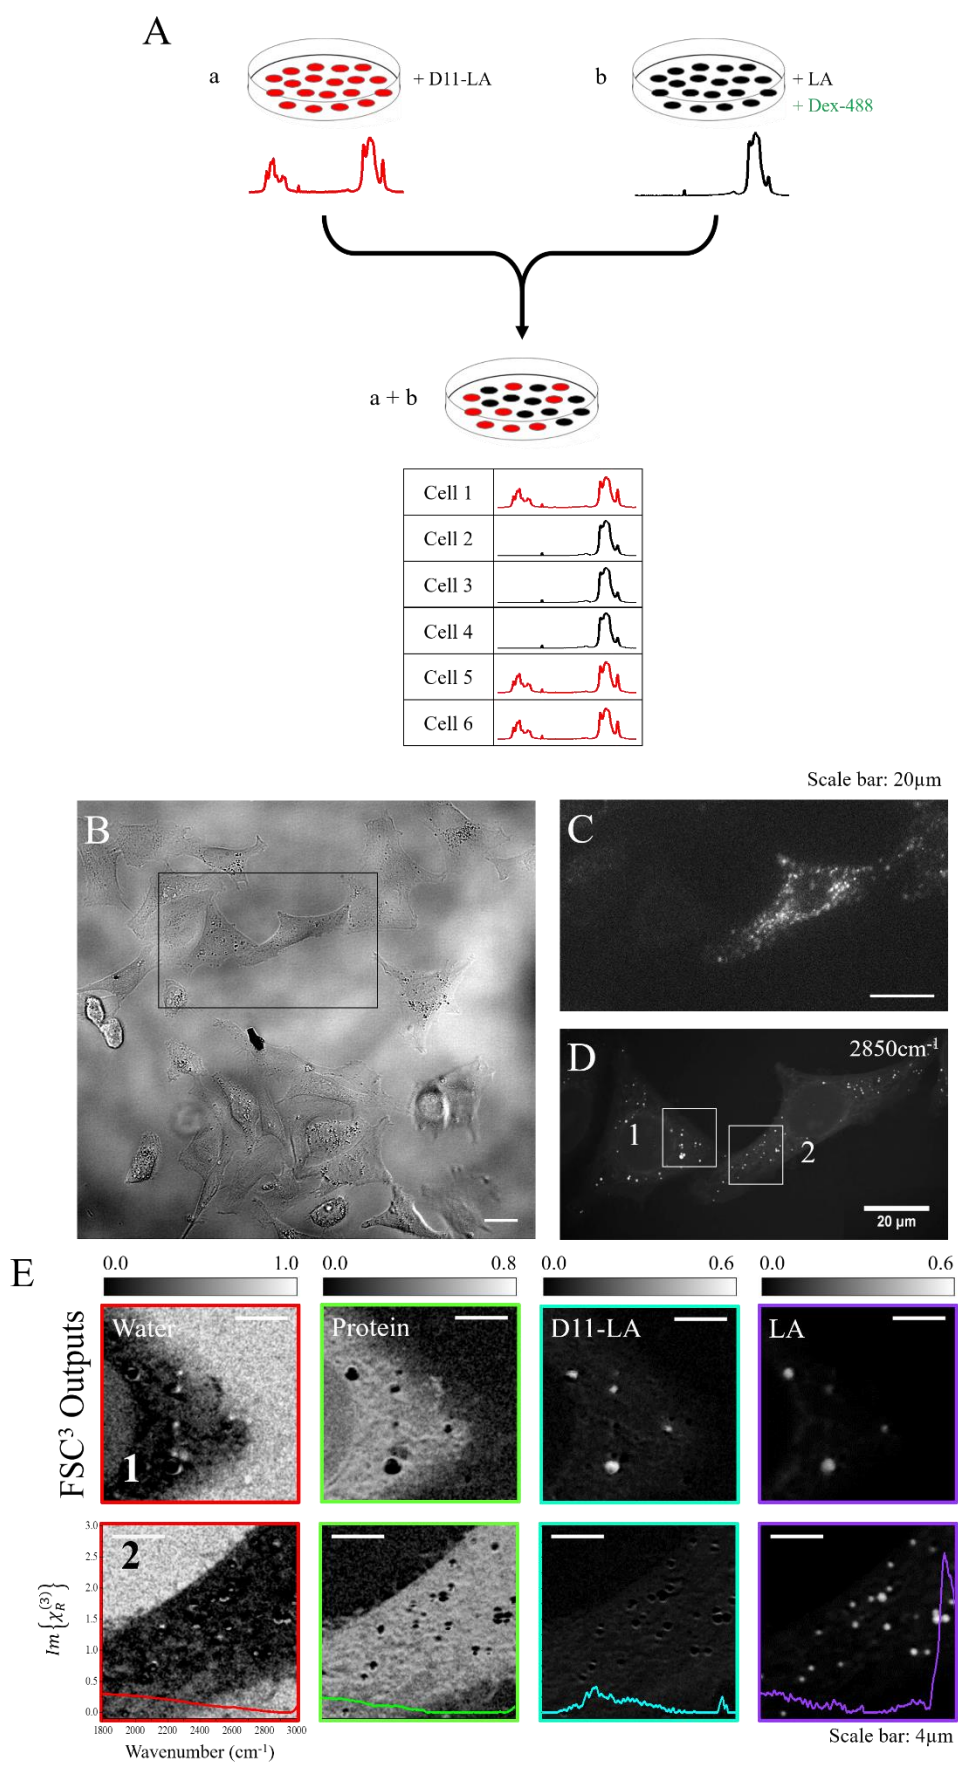 A
a
+ D11-LA
b
+ LA
+ Dex-488
a + b
Cell 1
Cell 2
Cell 3
Cell 4
Cell 5
Cell 6
Scale bar: 20µm
B
C
D
2850cm⁻¹
1
2
20 µm
E
0.0 1.0
0.0 0.8
0.0 0.6
0.0 0.6
FSC³ Outputs
Water
Protein
D11-LA
LA
1
2
Im{χ_R^(3)}
3.0
2.5
2.0
1.5
1.0
0.5
0.0
1800 2000 2200 2400 2600 2800 3000
Wavenumber (cm⁻¹)
Scale bar: 4µm